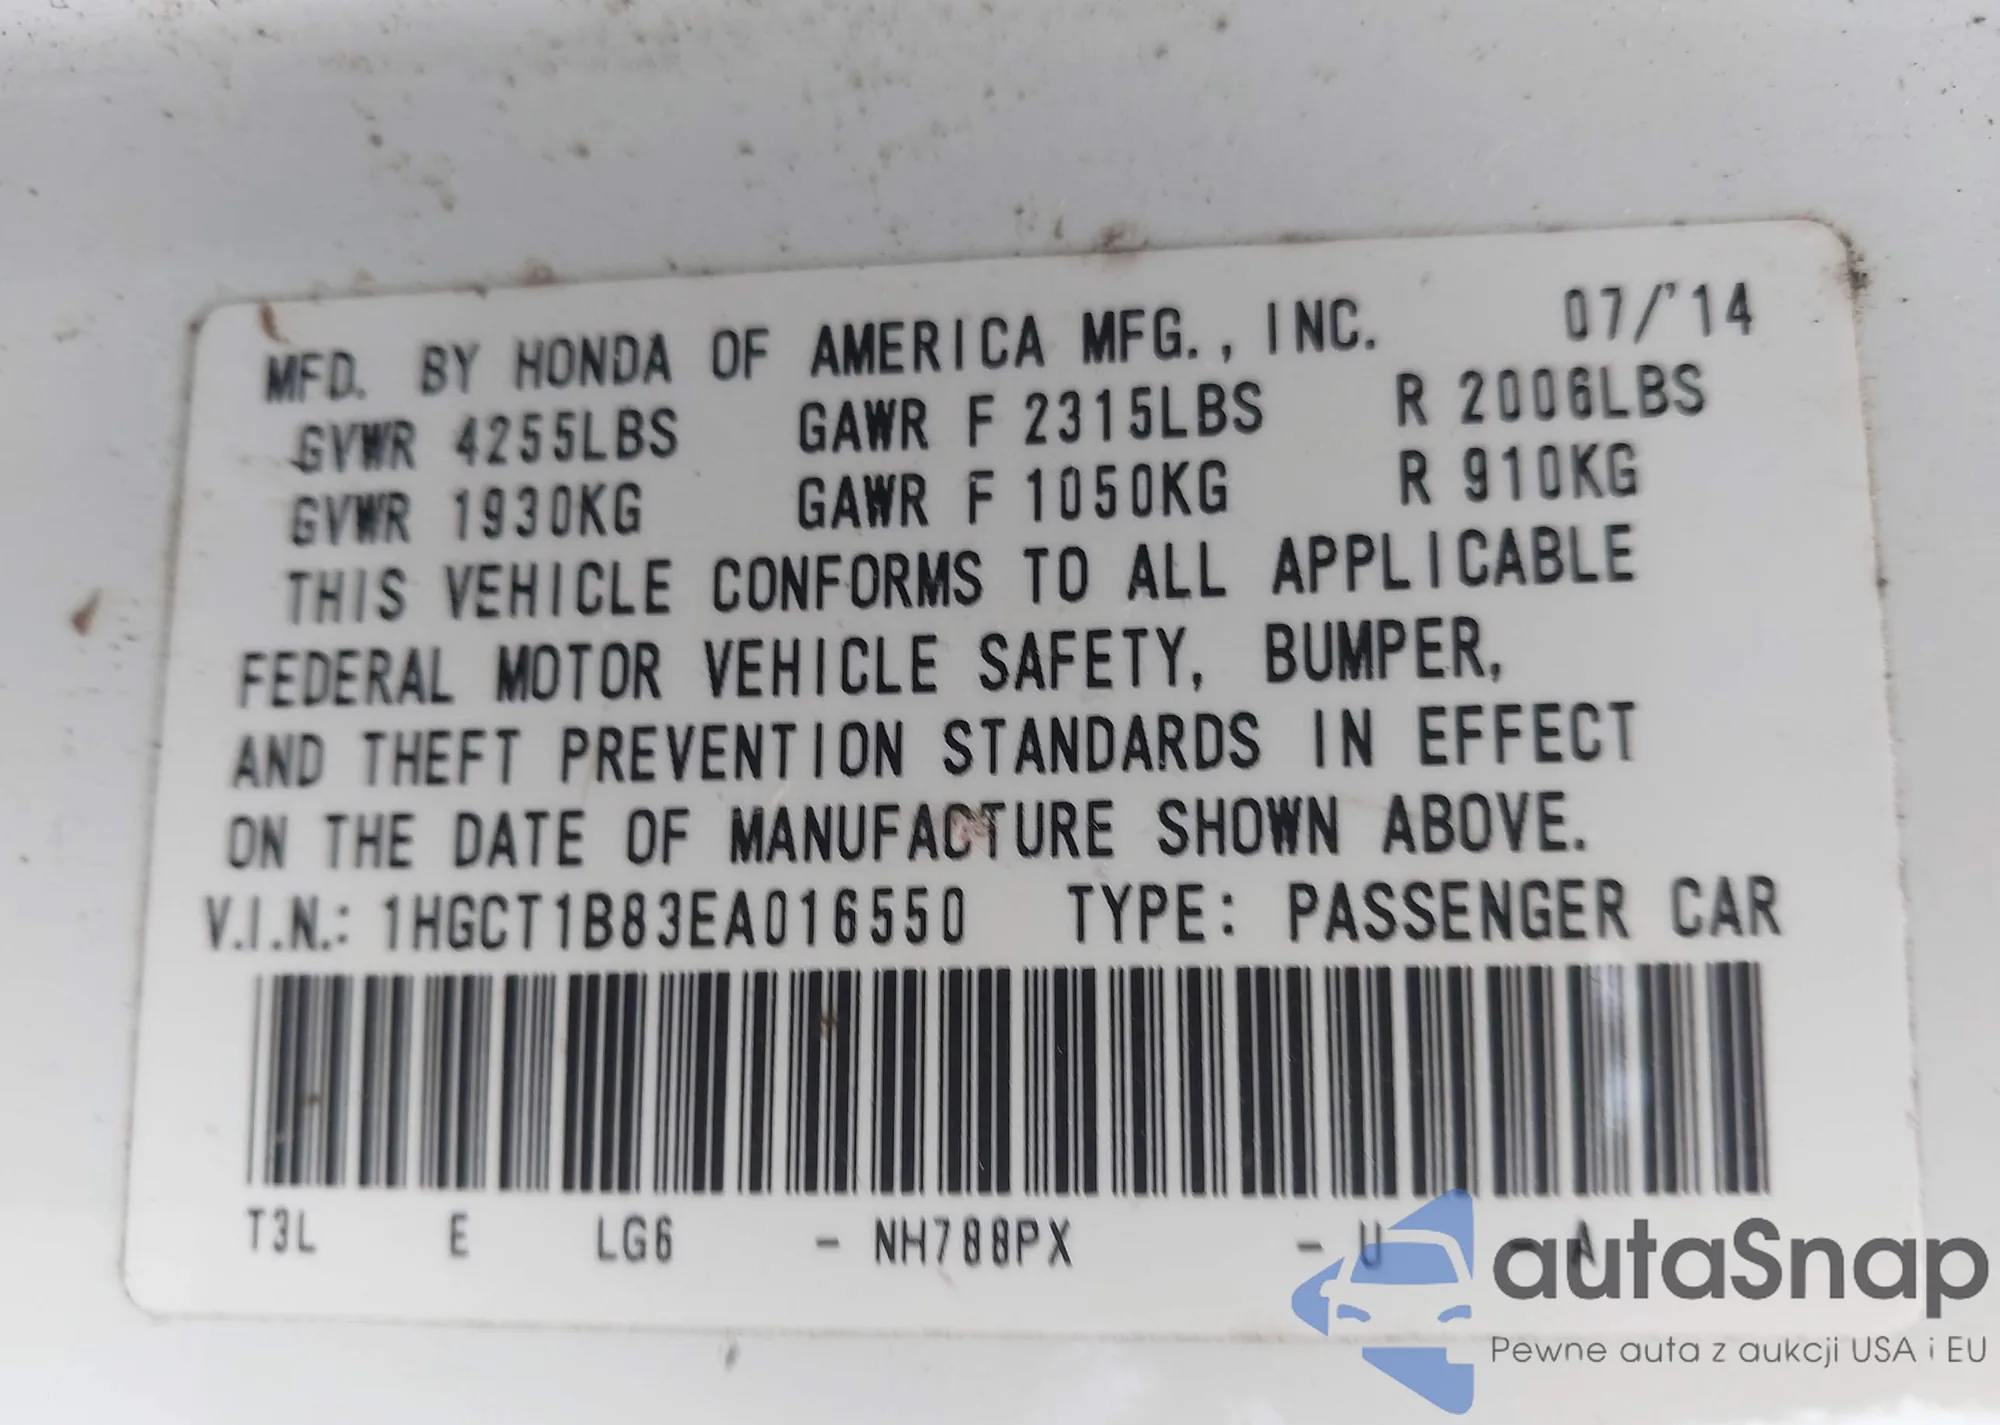 MFD. BY HONDA OF AMERICA MFG., INC. 07/'14
GVWR 4255LBS GAWR F 2315LBS R 2006LBS
GVWR 1930KG GAWR F 1050KG R 910KG
THIS VEHICLE CONFORMS TO ALL APPLICABLE
FEDERAL MOTOR VEHICLE SAFETY, BUMPER,
AND THEFT PREVENTION STANDARDS IN EFFECT
ON THE DATE OF MANUFACTURE SHOWN ABOVE.
V.I.N.: 1HGCT1B83EA016550 TYPE: PASSENGER CAR
T3L E LG6 - NH788PX - U - A
autaSnap
Pewne auta z aukcji USA i EU